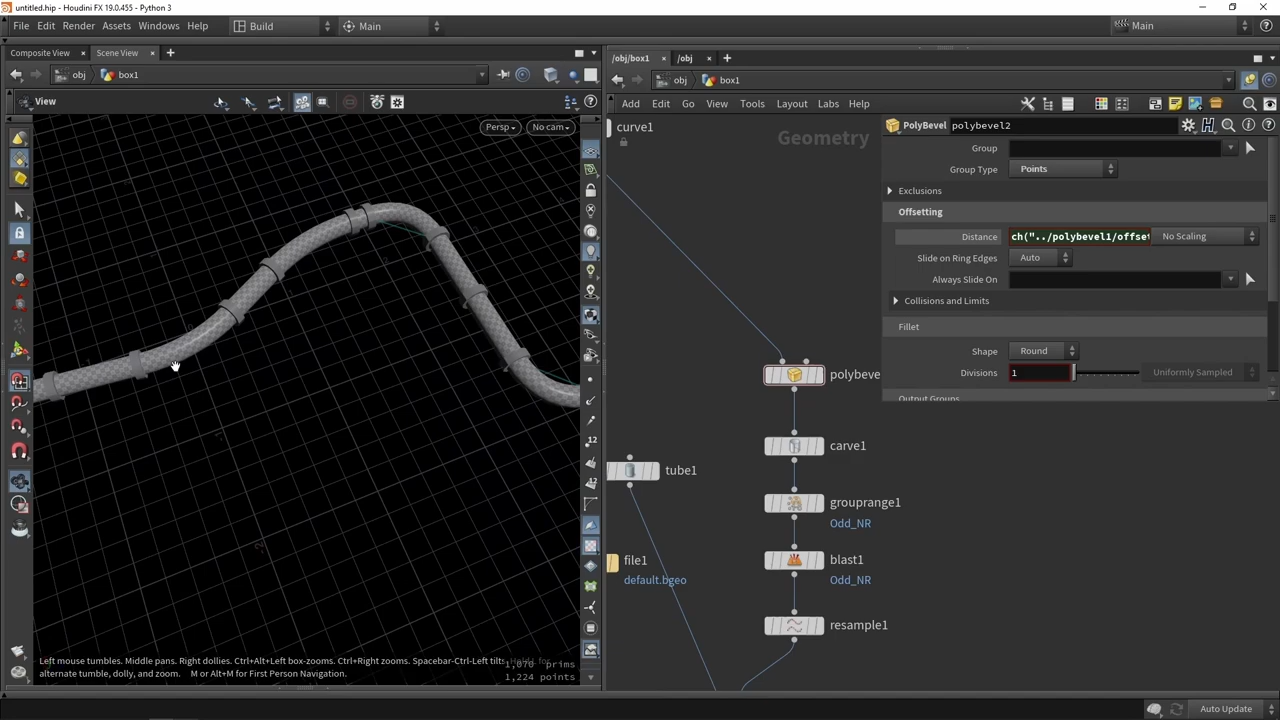 untitled.hip - Houdini FX 19.0.455 - Python 3
File Edit Render Assets Windows Help
Build
Main
Main
Composite View
Scene View
/obj/box1
/obj
obj
box1
obj
box1
View
Add Edit Go View Tools Layout Labs Help
Persp
No cam
curve1
Geometry
PolyBevel
polybevel2
Group
Group Type
Points
Exclusions
Offsetting
Distance
ch("../polybevel1/offset
No Scaling
Slide on Ring Edges
Auto
Always Slide On
Collisions and Limits
Fillet
Shape
Round
Divisions
1
Uniformly Sampled
Output Groups
polybeve
carve1
tube1
grouprange1
Odd_NR
file1
default.bgeo
blast1
Odd_NR
resample1
12
12
Left mouse tumbles. Middle pans. Right dollies. Ctrl+Alt+Left box-zooms. Ctrl+Right zooms. Spacebar-Ctrl-Left tilts.
alternate tumble, dolly, and zoom. M or Alt+M for First Person Navigation.
1,070 prims
1,224 points
Auto Update